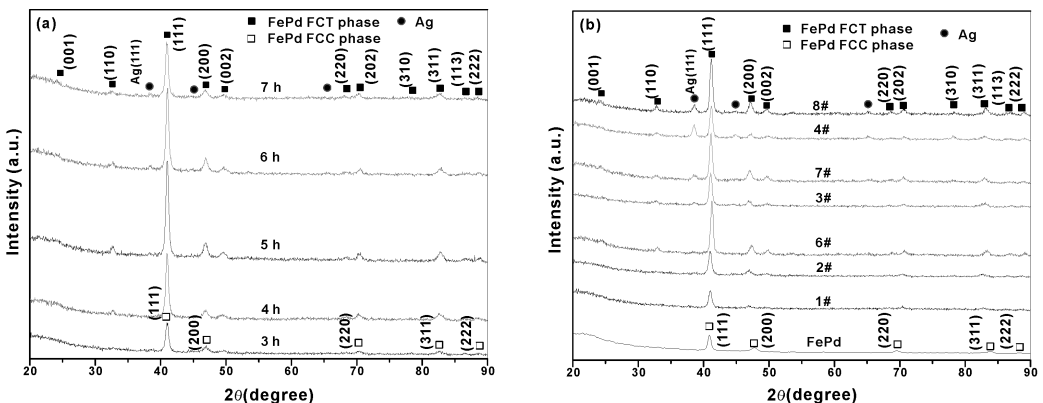 (a)
FePd FCT phase
Ag
FePd FCC phase
(001)
(110)
Ag(111)
(111)
(200)
(002)
(220)
(202)
(310)
(311)
(113)
(222)
7 h
6 h
5 h
4 h
3 h
(111)
(200)
(220)
(311)
(222)
Intensity (a.u.)
20 30 40 50 60 70 80 90
2θ(degree)
(b)
FePd FCT phase
Ag
FePd FCC phase
(001)
(110)
Ag(111)
(111)
(200)
(002)
(220)
(202)
(310)
(311)
(113)
(222)
8#
4#
7#
3#
6#
2#
1#
FePd
(111)
(200)
(220)
(311)
(222)
Intensity (a.u.)
20 30 40 50 60 70 80 90
2θ(degree)